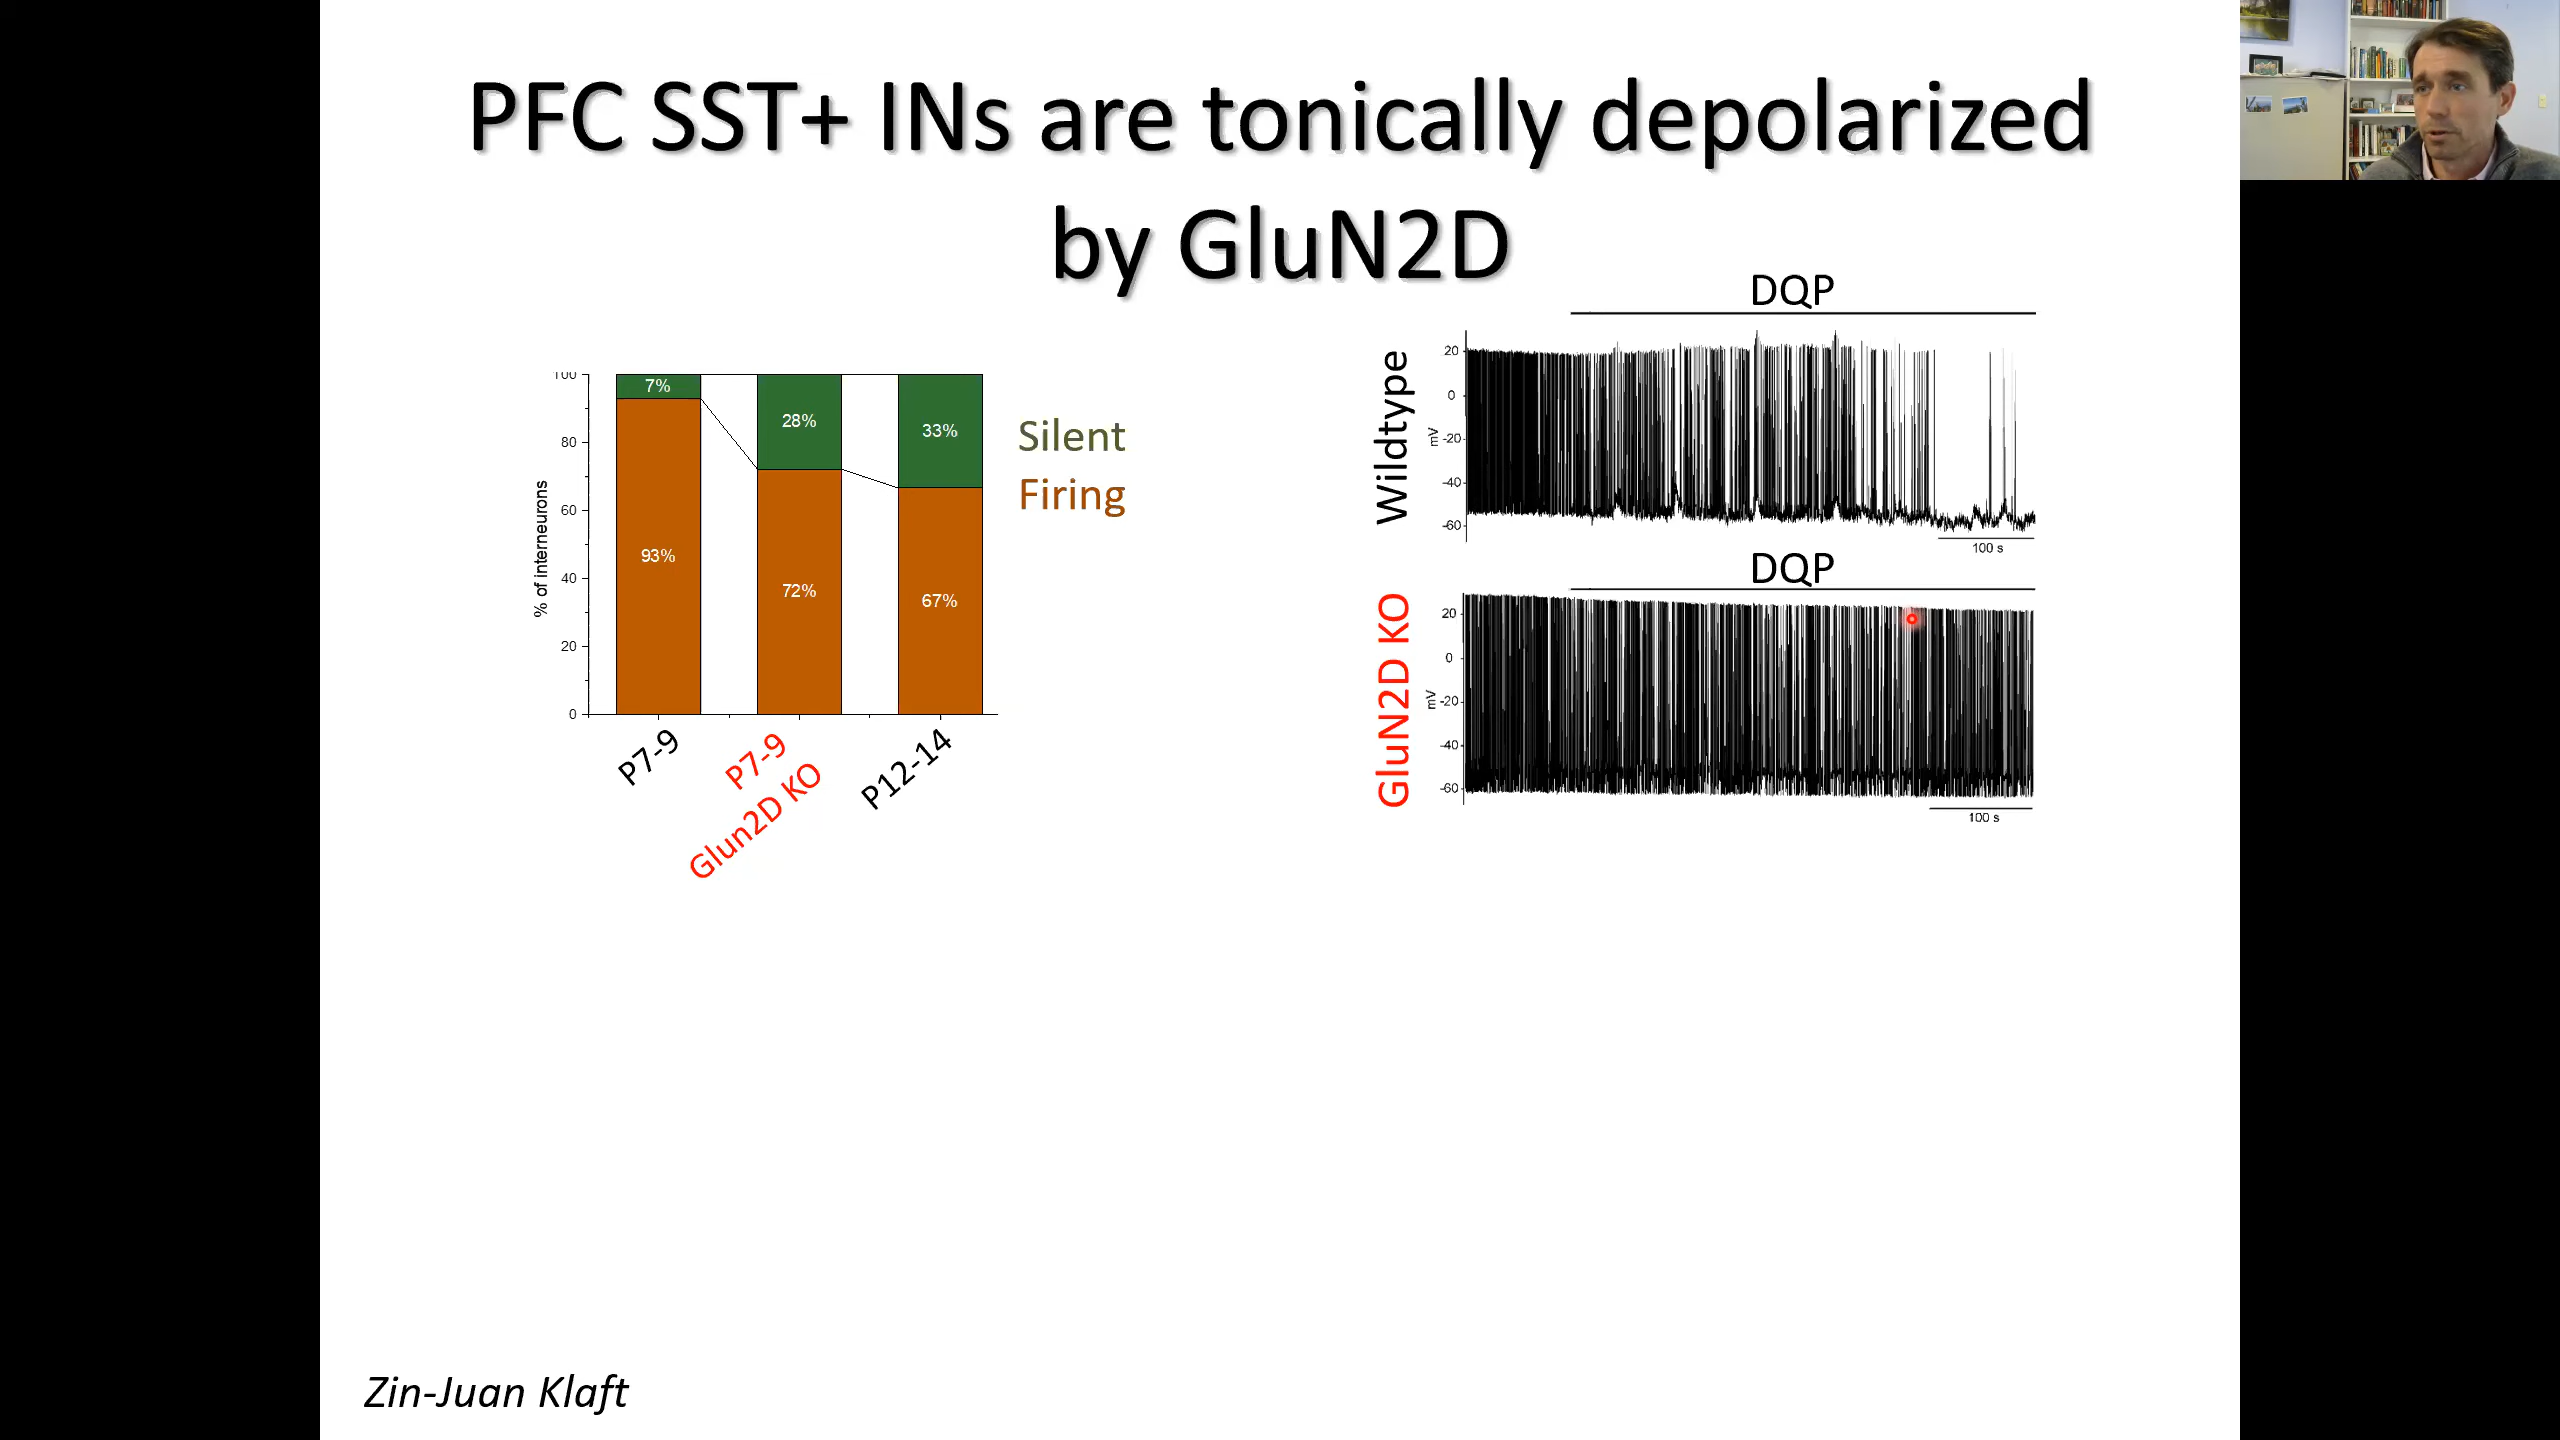 PFC SST+ INs are tonically depolarized
by GluN2D
100
80
60
40
20
0
% of interneurons
7%
93%
28%
72%
33%
67%
Silent
Firing
P7-9
P7-9
Glun2D KO
P12-14
DQP
Wildtype
mV
20
0
-20
-40
-60
100 s
DQP
GluN2D KO
mV
20
0
-20
-40
-60
100 s
Zin-Juan Klaft